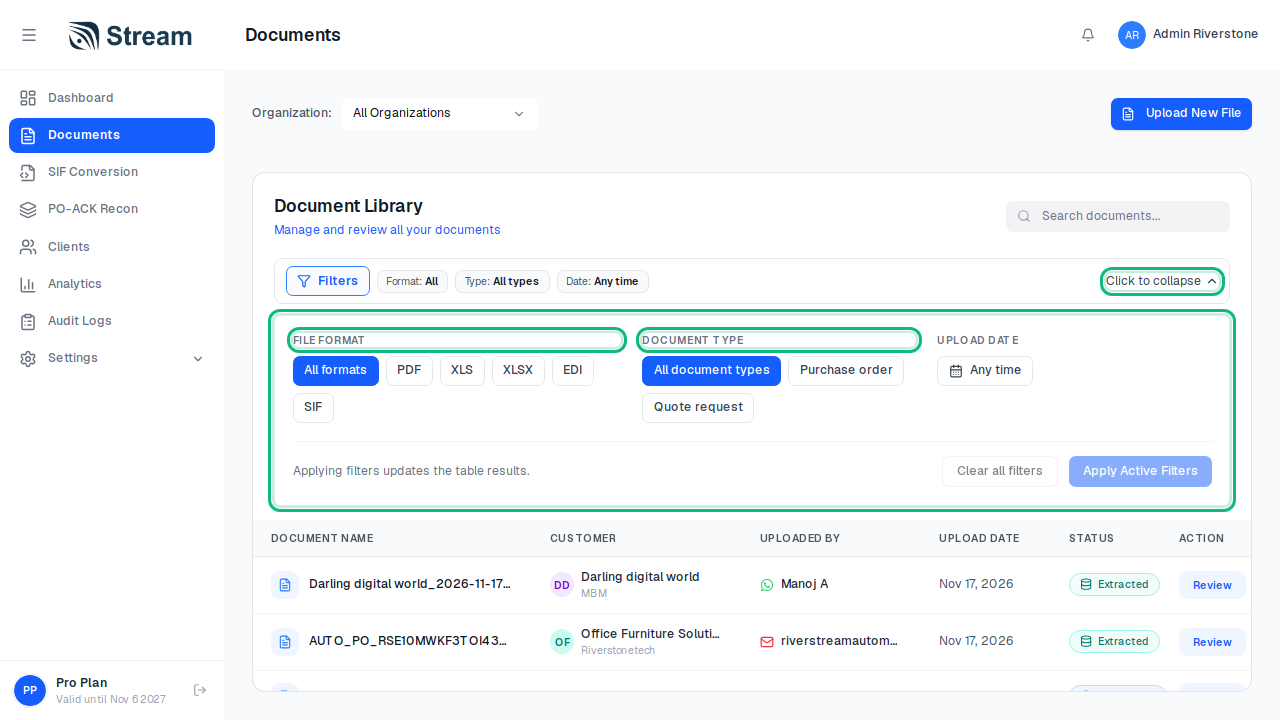 Stream
Documents
AR
Admin Riverstone
Dashboard
Documents
SIF Conversion
PO-ACK Recon
Clients
Analytics
Audit Logs
Settings
PP
Pro Plan
Valid until Nov 6 2027
Organization:
All Organizations
Upload New File
Document Library
Manage and review all your documents
Search documents...
Filters
Format: All
Type: All types
Date: Any time
Click to collapse
FILE FORMAT
DOCUMENT TYPE
UPLOAD DATE
All formats
PDF
XLS
XLSX
EDI
SIF
All document types
Purchase order
Quote request
Any time
Applying filters updates the table results.
Clear all filters
Apply Active Filters
DOCUMENT NAME
CUSTOMER
UPLOADED BY
UPLOAD DATE
STATUS
ACTION
Darling digital world_2026-11-17...
DD
Darling digital world
MBM
Manoj A
Nov 17, 2026
Extracted
Review
AUTO_PO_RSE10MWKF3TOI43...
OF
Office Furniture Soluti...
Riverstonetech
riverstreamautom...
Nov 17, 2026
Extracted
Review